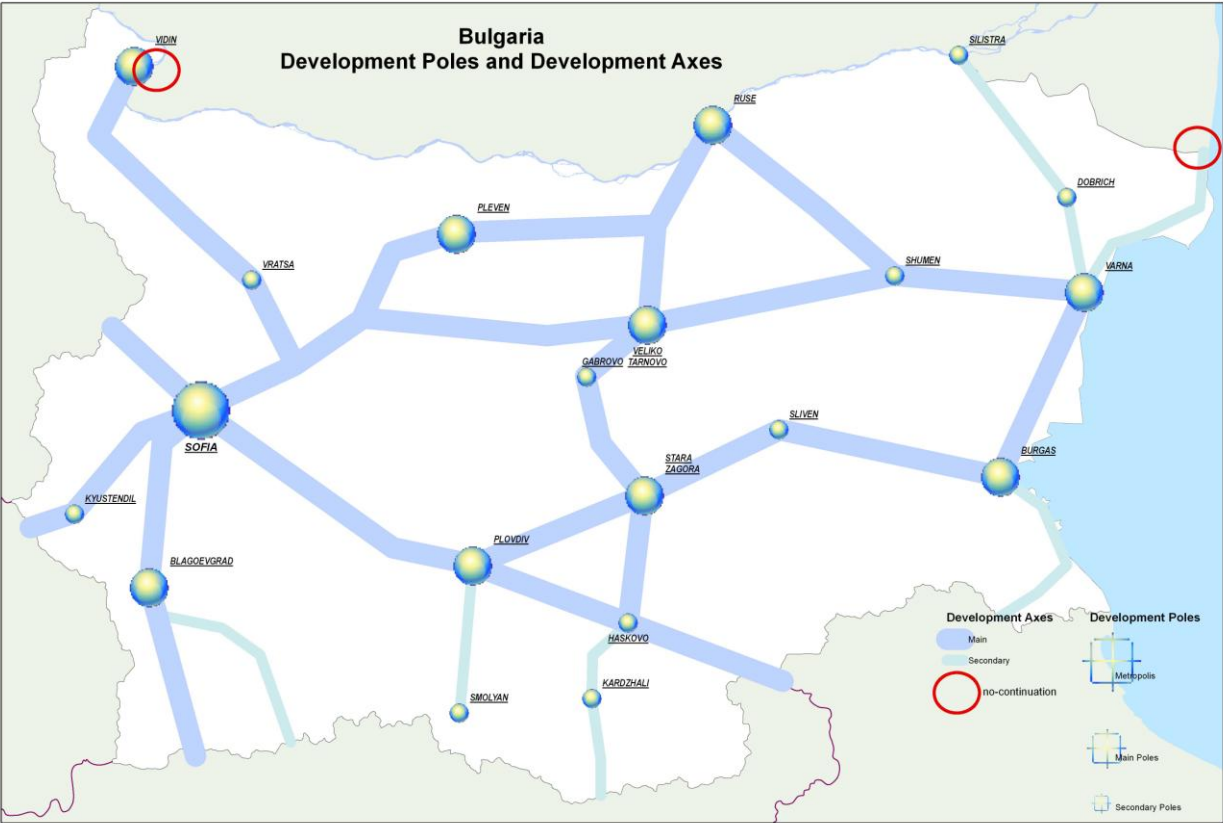 Bulgaria
Development Poles and Development Axes
VIDIN
SILISTRA
RUSE
DOBRICH
PLEVEN
VRATSA
SHUMEN
VARNA
VELIKO
TARNOVO
GABROVO
SLIVEN
SOFIA
STARA
ZAGORA
BURGAS
KYUSTENDIL
PLOVDIV
BLAGOEVGRAD
HASKOVO
KARDZHALI
SMOLYAN
Development Axes
Main
Secondary
no-continuation
Development Poles
Metropolis
Main Poles
Secondary Poles